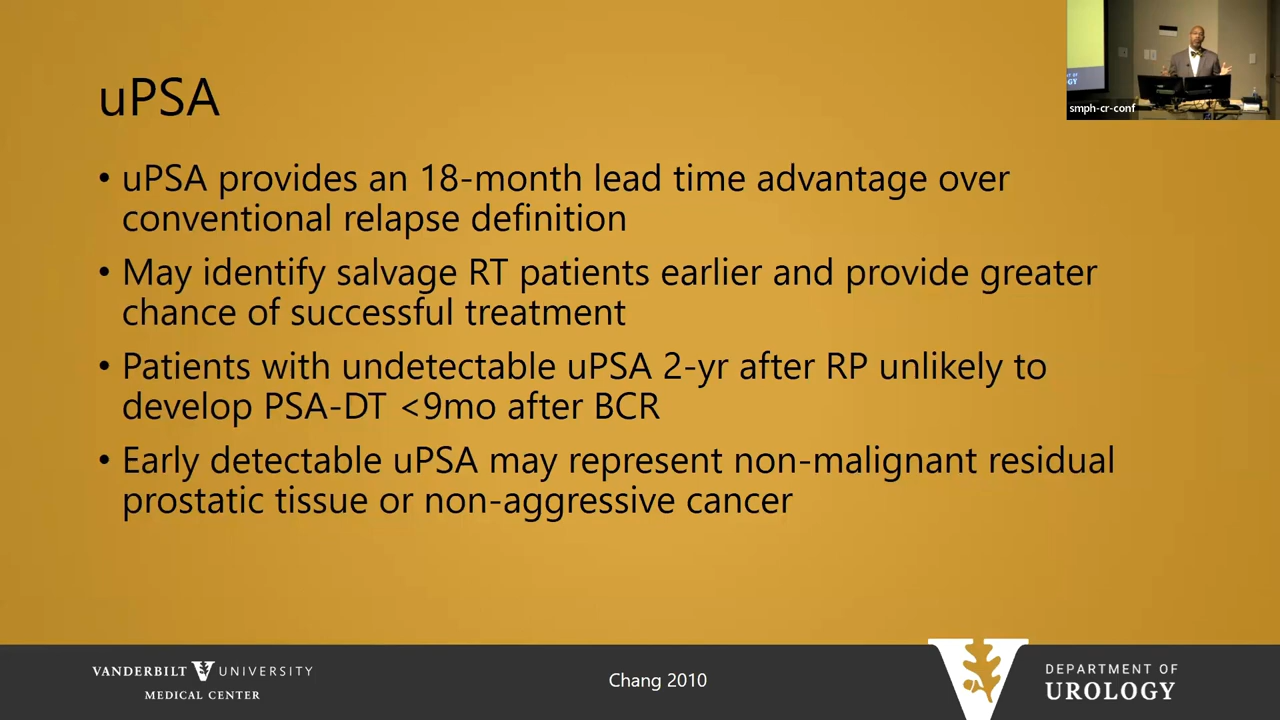 uPSA
• uPSA provides an 18-month lead time advantage over
conventional relapse definition
• May identify salvage RT patients earlier and provide greater
chance of successful treatment
• Patients with undetectable uPSA 2-yr after RP unlikely to
develop PSA-DT <9mo after BCR
• Early detectable uPSA may represent non-malignant residual
prostatic tissue or non-aggressive cancer
smph-cr-conf
VANDERBILT UNIVERSITY
MEDICAL CENTER
Chang 2010
DEPARTMENT OF
UROLOGY